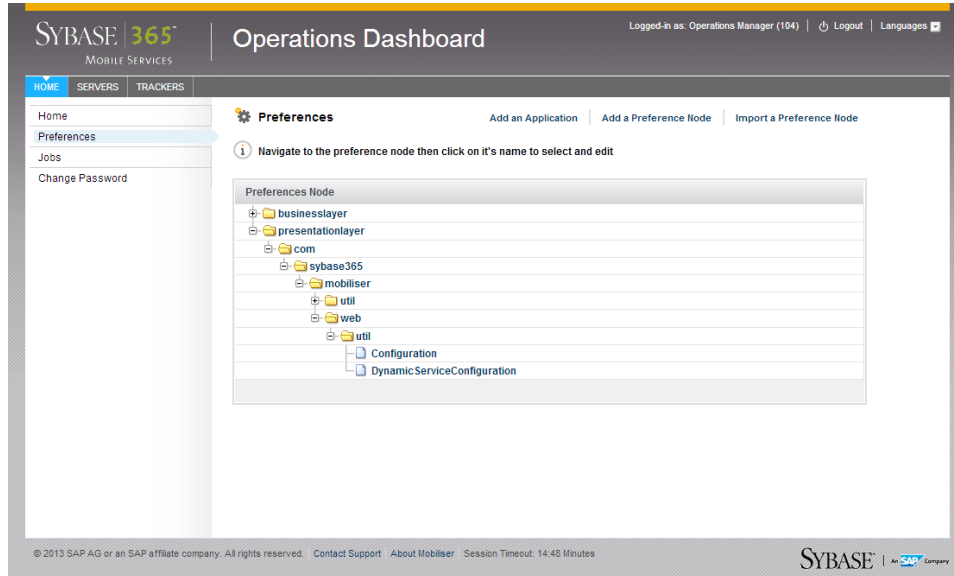 SYBASE 365
MOBILE SERVICES
Operations Dashboard
Logged-in as: Operations Manager (104) | Logout | Languages
HOME SERVERS TRACKERS
Home
Preferences
Jobs
Change Password
Preferences
Add an Application | Add a Preference Node | Import a Preference Node
i Navigate to the preference node then click on it's name to select and edit
Preferences Node
businesslayer
presentationlayer
com
sybase365
mobiliser
util
web
util
Configuration
DynamicServiceConfiguration
© 2013 SAP AG or an SAP affiliate company. All rights reserved. Contact Support About Mobiliser Session Timeout: 14:48 Minutes
SYBASE | An SAP Company